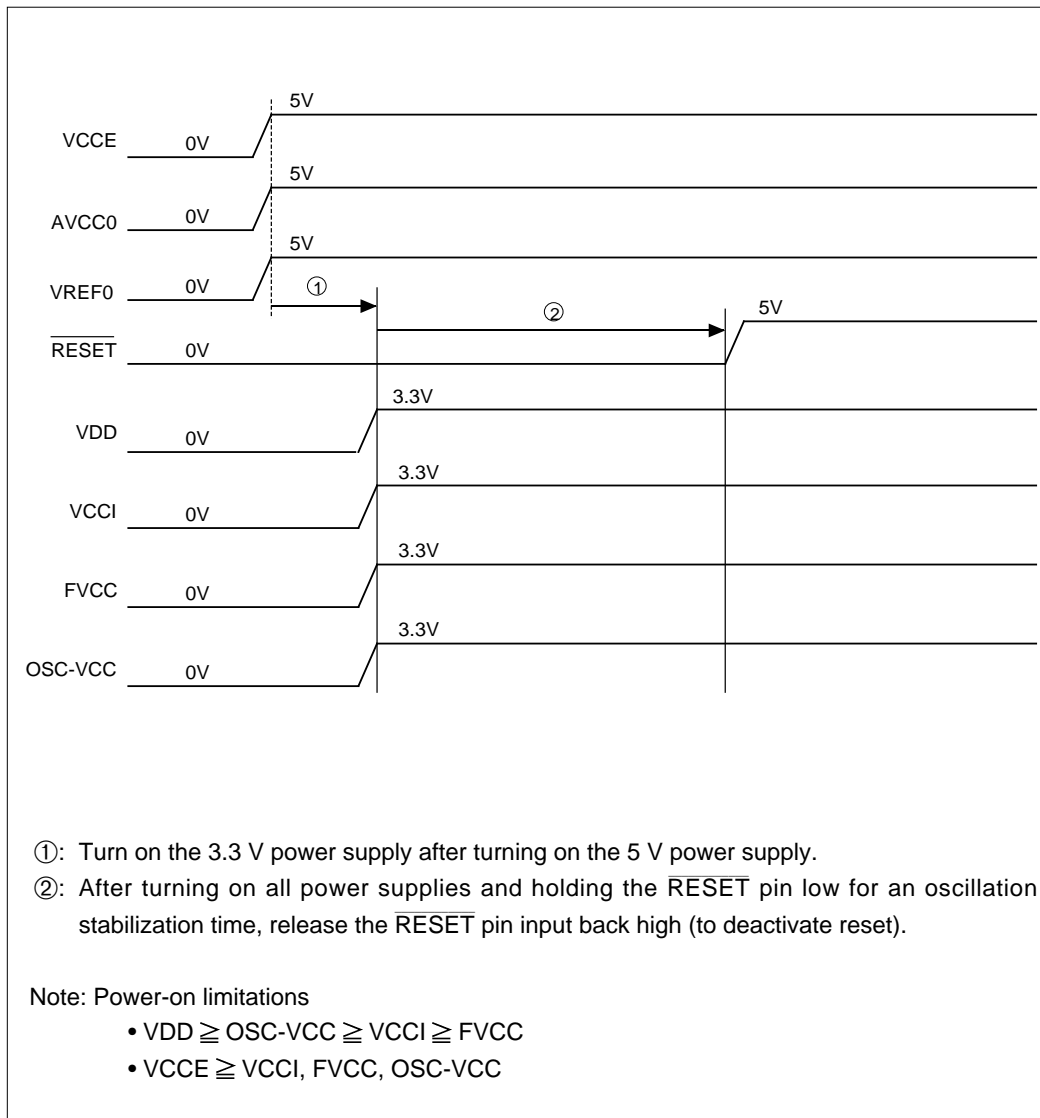 5V
VCCE 0V
5V
AVCC0 0V
5V
VREF0 0V ①
② 5V
RESET 0V
3.3V
VDD 0V
3.3V
VCCI 0V
3.3V
FVCC 0V
3.3V
OSC-VCC 0V
①: Turn on the 3.3 V power supply after turning on the 5 V power supply.
②: After turning on all power supplies and holding the RESET pin low for an oscillation
stabilization time, release the RESET pin input back high (to deactivate reset).
Note: Power-on limitations
• VDD ≧ OSC-VCC ≧ VCCI ≧ FVCC
• VCCE ≧ VCCI, FVCC, OSC-VCC